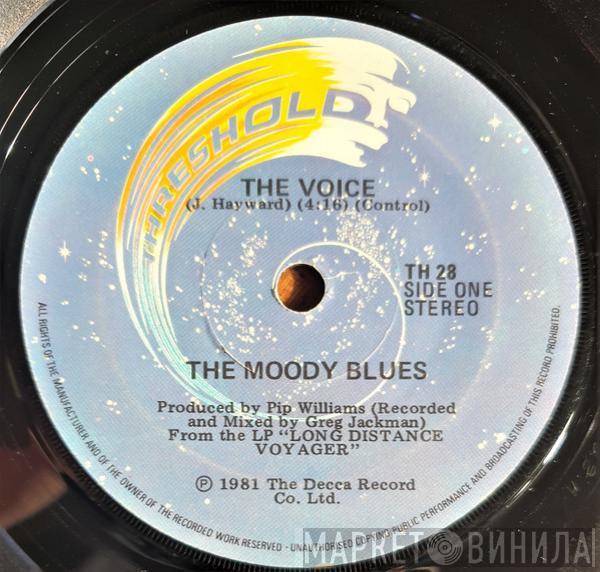 THRESHOLD
THE VOICE
(J. Hayward) (4:16) (Control)
TH 28
SIDE ONE
STEREO
THE MOODY BLUES
Produced by Pip Williams (Recorded
and Mixed by Greg Jackman)
From the LP "LONG DISTANCE
VOYAGER"
℗ 1981 The Decca Record
Co. Ltd.
ALL RIGHTS OF THE MANUFACTURER AND OF THE OWNER OF THE RECORDED WORK RESERVED - UNAUTHORISED COPYING PUBLIC PERFORMANCE AND BROADCASTING OF THIS RECORD PROHIBITED.
МАРКЕТ ВИНИЛА